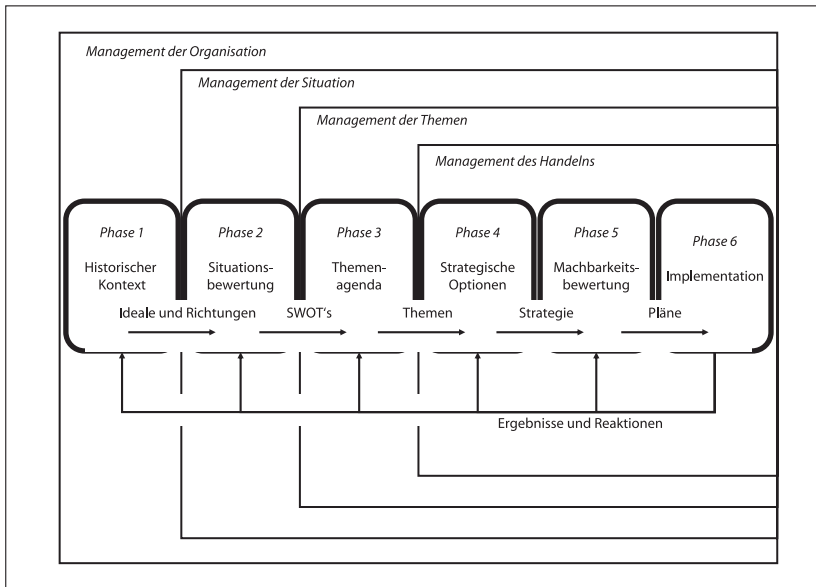 Management der Organisation
Management der Situation
Management der Themen
Management des Handelns
Phase 1
Historischer
Kontext
Phase 2
Situations-
bewertung
Phase 3
Themen-
agenda
Phase 4
Strategische
Optionen
Phase 5
Machbarkeits-
bewertung
Phase 6
Implementation
Ideale und Richtungen
SWOT's
Themen
Strategie
Pläne
Ergebnisse und Reaktionen